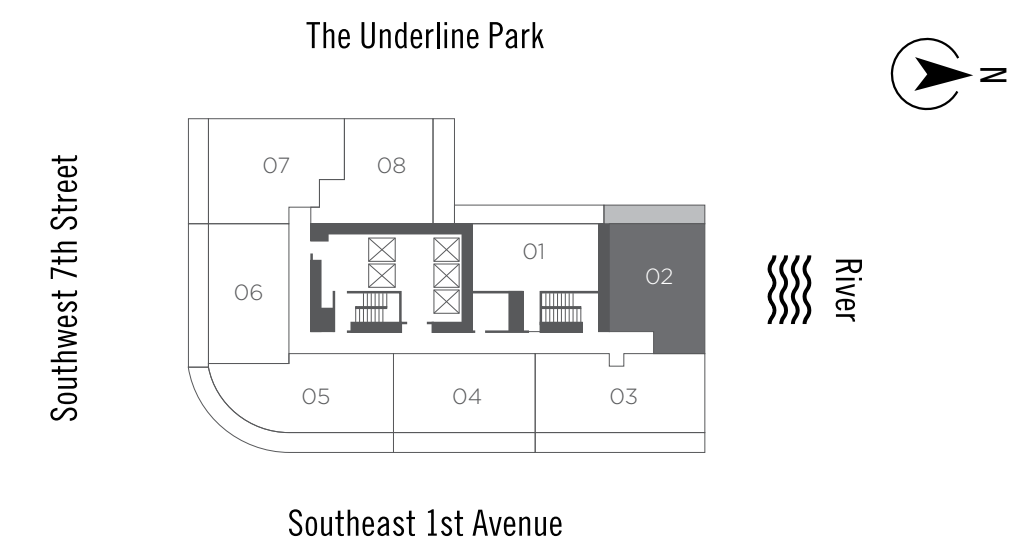 The Underline Park
N
07
08
Southwest 7th Street
01
02
River
06
05
04
03
Southeast 1st Avenue